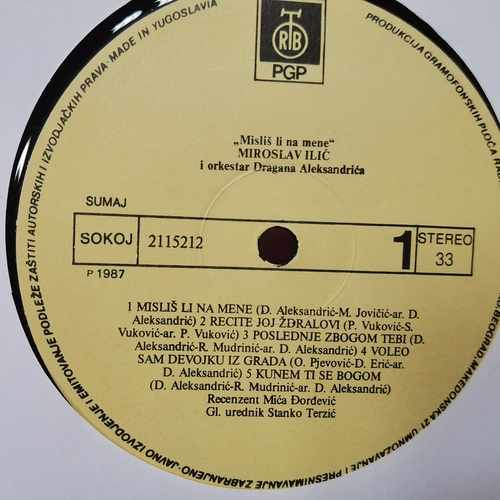 PODLEŽE ZAŠTITI AUTORSKIH I IZVODJAČKIH PRAVA·MADE IN YUGOSLAVIA
RTB
PGP
PRODUKCIJA GRAMOFONSKIH PLOČA
„Misliš li na mene“
MIROSLAV ILIĆ
i orkestar Dragana Aleksandrića
SUMAJ
SOKOJ 2115212 1 STEREO
33
P 1987
1 MISLIŠ LI NA MENE (D. Aleksandrić-M. Jovičić-ar. D.
Aleksandrić) 2 RECITE JOJ ŽDRALOVI (P. Vuković-S.
Vuković-ar. P. Vuković) 3 POSLEDNJE ZBOGOM TEBI (D.
Aleksandrić-R. Mudrinić-ar. D. Aleksandrić) 4 VOLEO
SAM DEVOJKU IZ GRADA (O. Pjevović-D. Erić-ar.
D. Aleksandrić) 5 KUNEM TI SE BOGOM
(D. Aleksandrić-R. Mudrinić-ar. D. Aleksandrić)
Recenzent Mića Đorđević
Gl. urednik Stanko Terzić
BEOGRAD, MAKEDONSKA 21 UMNOŽAVANJE I PRESNIMAVANJE ZABRANJENO·JAVNO IZVODJENJE I EMITOVANJE